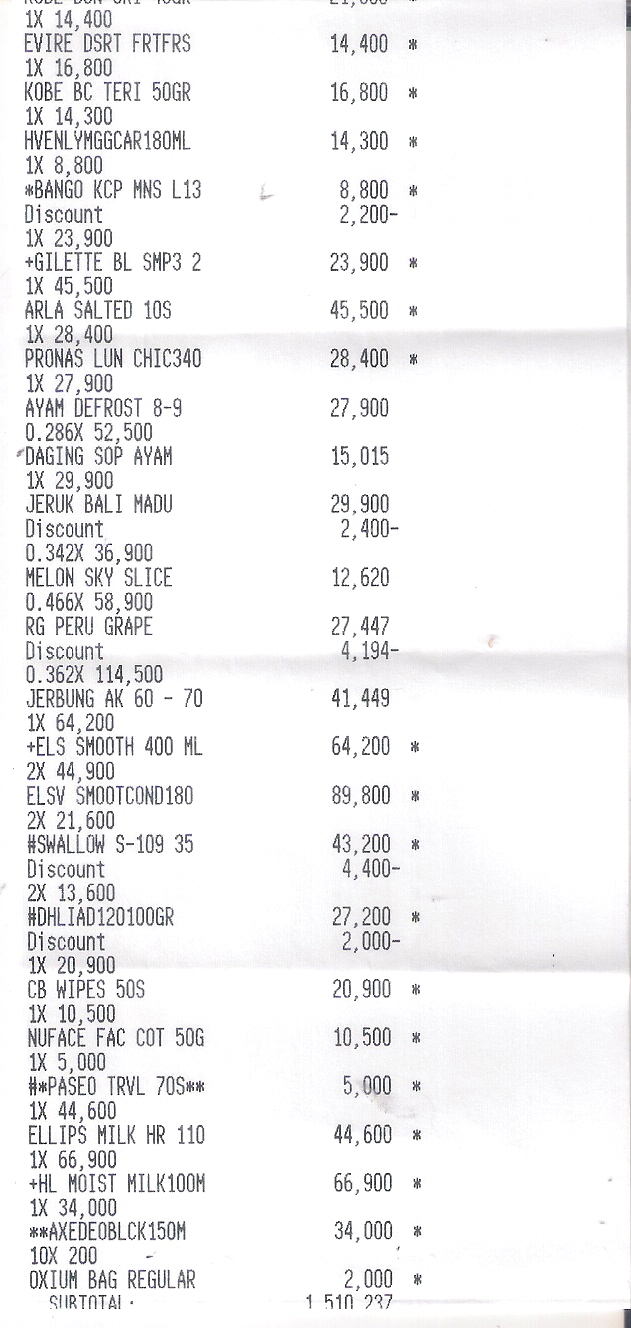 1X 14,400
EVIRE DSRT FRTFRS 14,400 *
1X 16,800
KOBE BC TERI 50GR 16,800 *
1X 14,300
HVENLYMGGCAR180ML 14,300 *
1X 8,800
*BANGO KCP MNS L13 8,800 *
Discount 2,200-
1X 23,900
+GILETTE BL SMP3 2 23,900 *
1X 45,500
ARLA SALTED 10S 45,500 *
1X 28,400
PRONAS LUN CHIC340 28,400 *
1X 27,900
AYAM DEFROST 8-9 27,900
0.286X 52,500
DAGING SOP AYAM 15,015
1X 29,900
JERUK BALI MADU 29,900
Discount 2,400-
0.342X 36,900
MELON SKY SLICE 12,620
0.466X 58,900
RG PERU GRAPE 27,447
Discount 4,194-
0.362X 114,500
JERBUNG AK 60 - 70 41,449
1X 64,200
+ELS SMOOTH 400 ML 64,200 *
2X 44,900
ELSV SMOOTCOND180 89,800 *
2X 21,600
#SWALLOW S-109 35 43,200 *
Discount 4,400-
2X 13,600
#DHLIAD120100GR 27,200 *
Discount 2,000-
1X 20,900
CB WIPES 50S 20,900 *
1X 10,500
NUFACE FAC COT 50G 10,500 *
1X 5,000
#*PASEO TRVL 70S** 5,000 *
1X 44,600
ELLIPS MILK HR 110 44,600 *
1X 66,900
+HL MOIST MILK100M 66,900 *
1X 34,000
**AXEDEOBLCK150M 34,000 *
10X 200
OXIUM BAG REGULAR 2,000 *
SUBTOTAL: 1,510,237